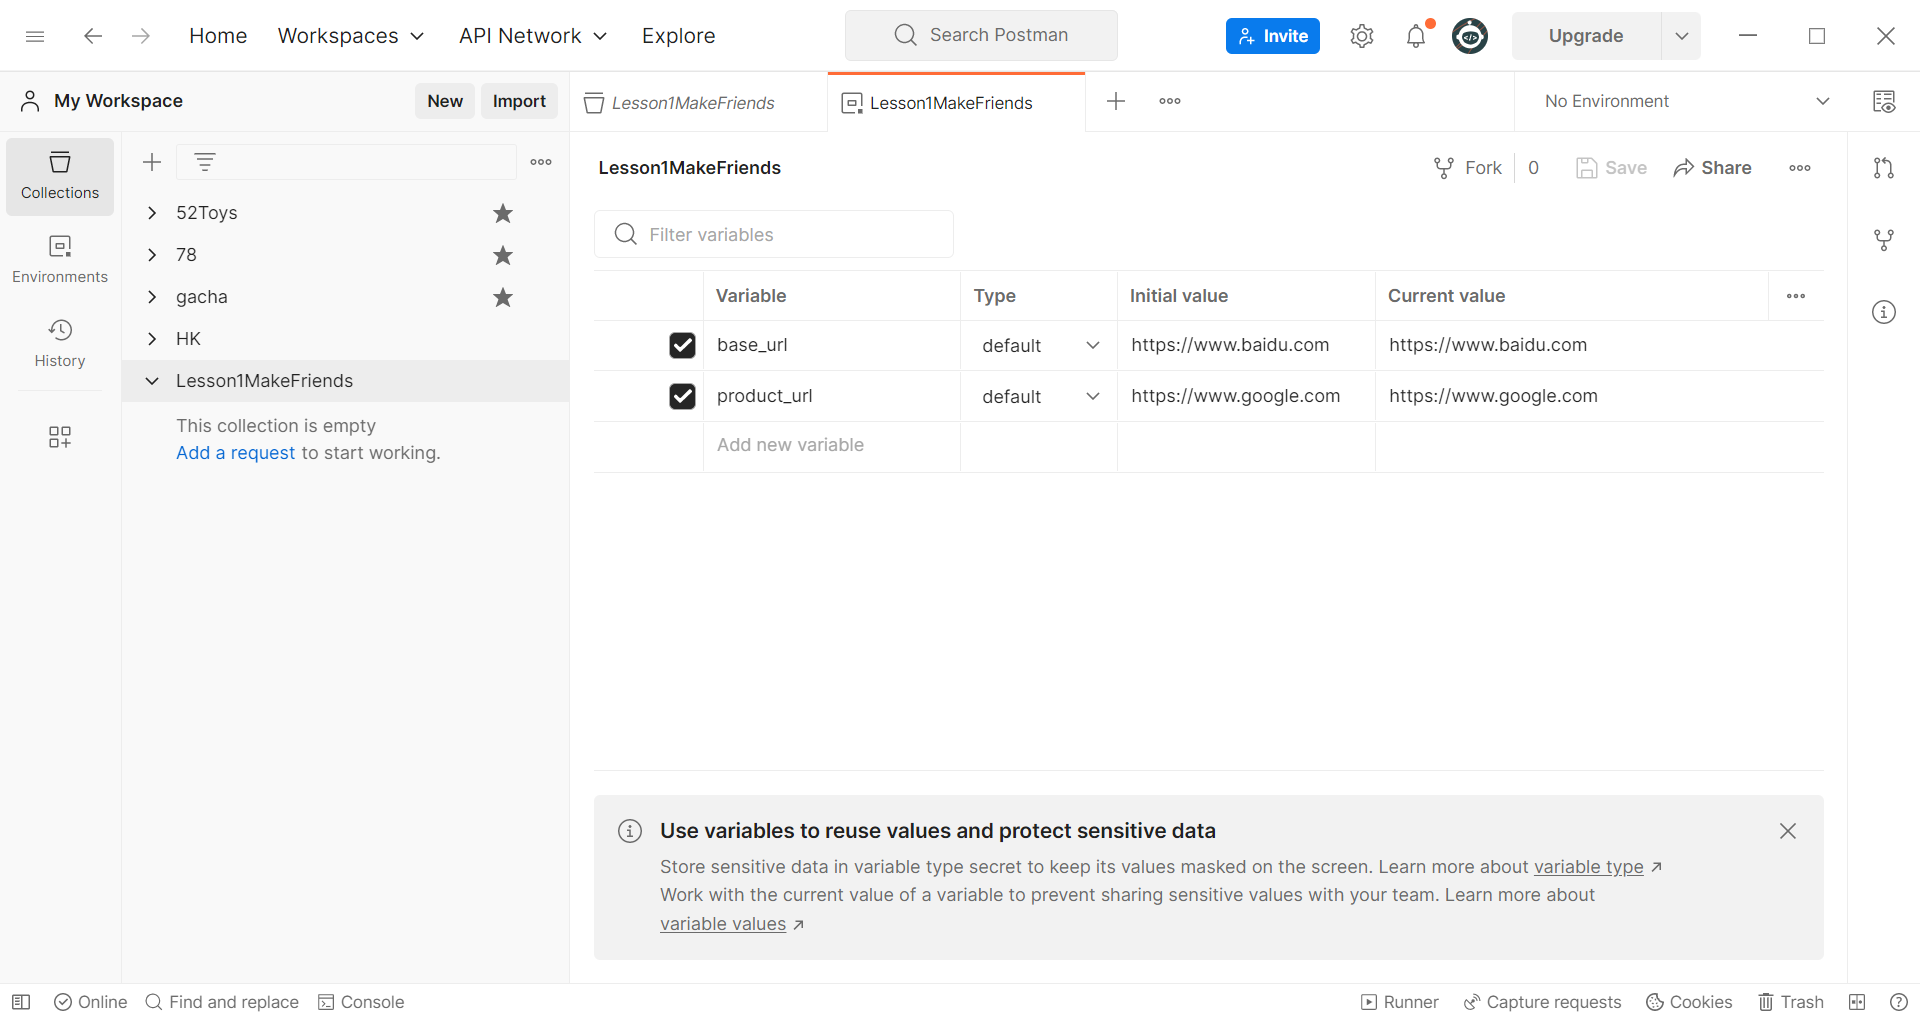 Home Workspaces API Network Explore Search Postman Invite Upgrade
My Workspace New Import Lesson1MakeFriends Lesson1MakeFriends No Environment
Collections
Environments
History
52Toys
78
gacha
HK
Lesson1MakeFriends
This collection is empty
Add a request to start working.
Lesson1MakeFriends Fork 0 Save Share
Filter variables
Variable Type Initial value Current value
base_url default https://www.baidu.com https://www.baidu.com
product_url default https://www.google.com https://www.google.com
Add new variable
Use variables to reuse values and protect sensitive data
Store sensitive data in variable type secret to keep its values masked on the screen. Learn more about variable type ↗
Work with the current value of a variable to prevent sharing sensitive values with your team. Learn more about
variable values ↗
Online Find and replace Console Runner Capture requests Cookies Trash